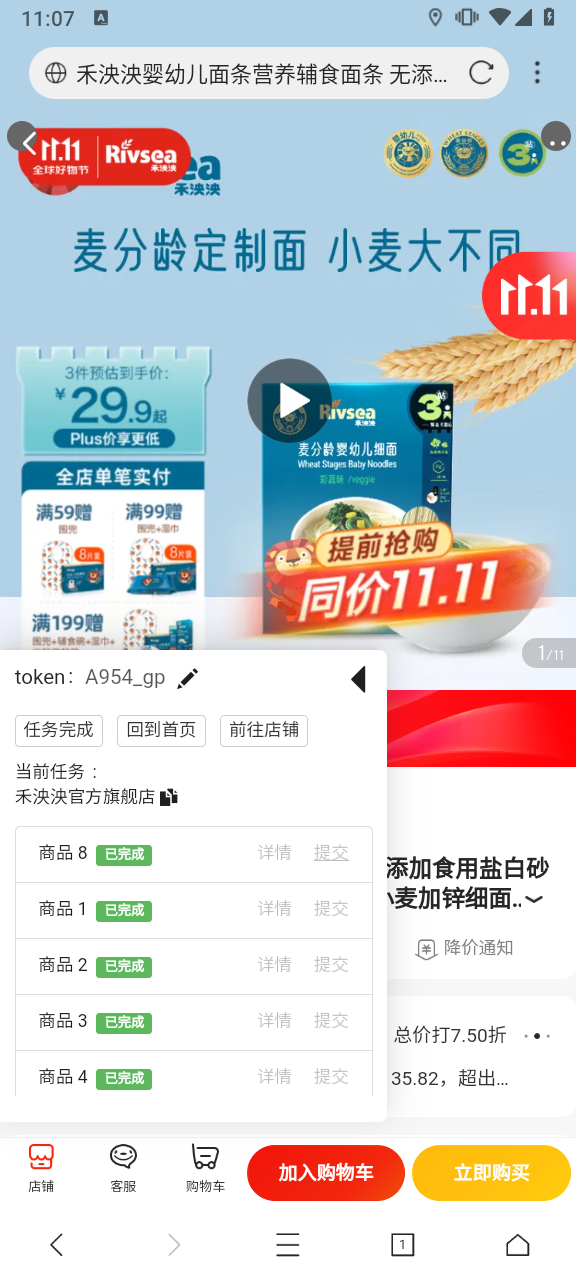 11:07
A
禾泱泱婴幼儿面条营养辅食面条 无添...
11.11
全球好物节
Rivsea
禾泱泱
婴幼儿
WHEAT STAGES
3
麦分龄定制面 小麦大不同
11.11
3件预估到手价:
¥29.9起
Plus价享更低
全店单笔实付
满59赠
围兜
满99赠
围兜+湿巾
8片装
8片装
满199赠
围兜+辅食碗+湿巾+
Rivsea
禾泱泱
3
麦分龄婴幼儿细面
Wheat Stages Baby Noodles
彩蔬味 /veggie
提前抢购
同价11.11
1/11
token: A954_gp
任务完成
回到首页
前往店铺
当前任务：
禾泱泱官方旗舰店
商品 8 已完成 详情 提交
商品 1 已完成 详情 提交
商品 2 已完成 详情 提交
商品 3 已完成 详情 提交
商品 4 已完成 详情 提交
添加食用盐白砂
小麦加锌细面..
降价通知
总价打7.50折
35.82，超出...
店铺
客服
购物车
加入购物车
立即购买
1